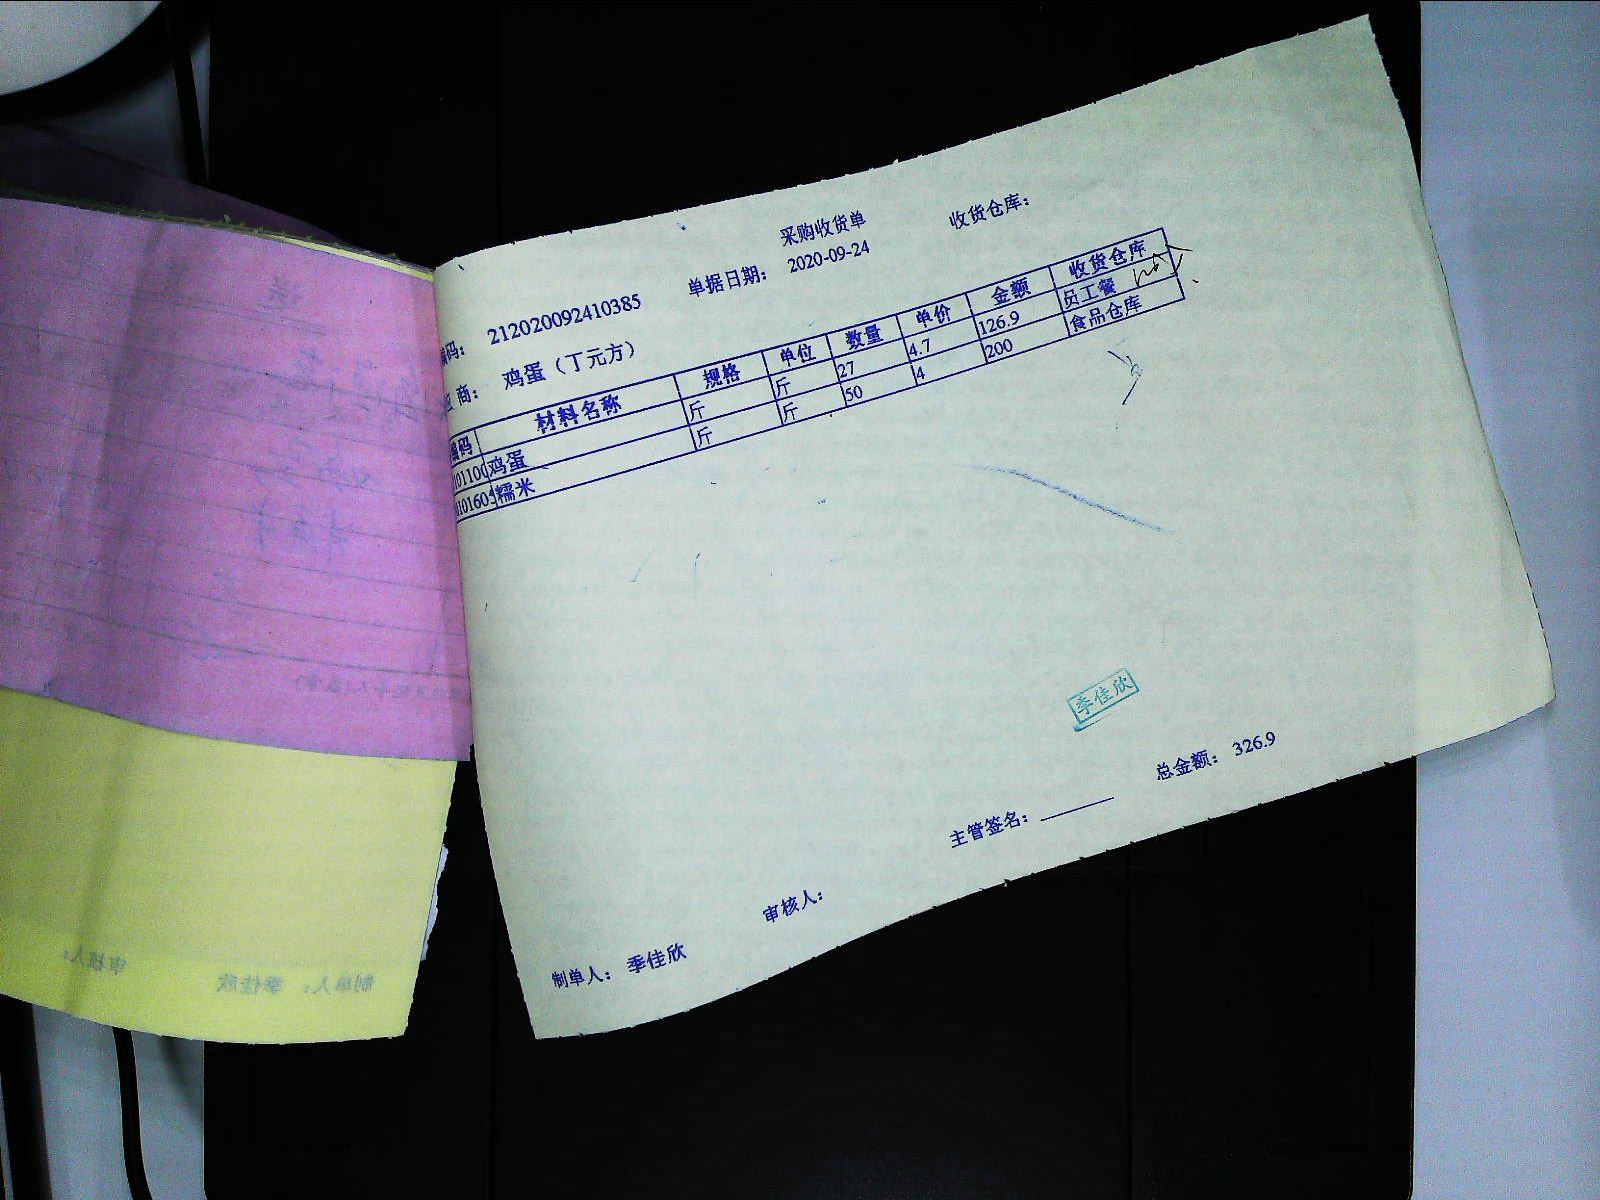 采购收货单
收货仓库：
编码： 212020092410385 单据日期： 2020-09-24
商： 鸡蛋（丁元方）
编码 材料名称 规格 单位 数量 单价 金额 收货仓库
01100 鸡蛋 斤 斤 27 4.7 126.9 员工餐
0101605 糯米 斤 斤 50 4 200 食品仓库
季佳欣
总金额： 326.9
主管签名：
审核人：
制单人： 季佳欣
制单人： 季佳欣 审核人：